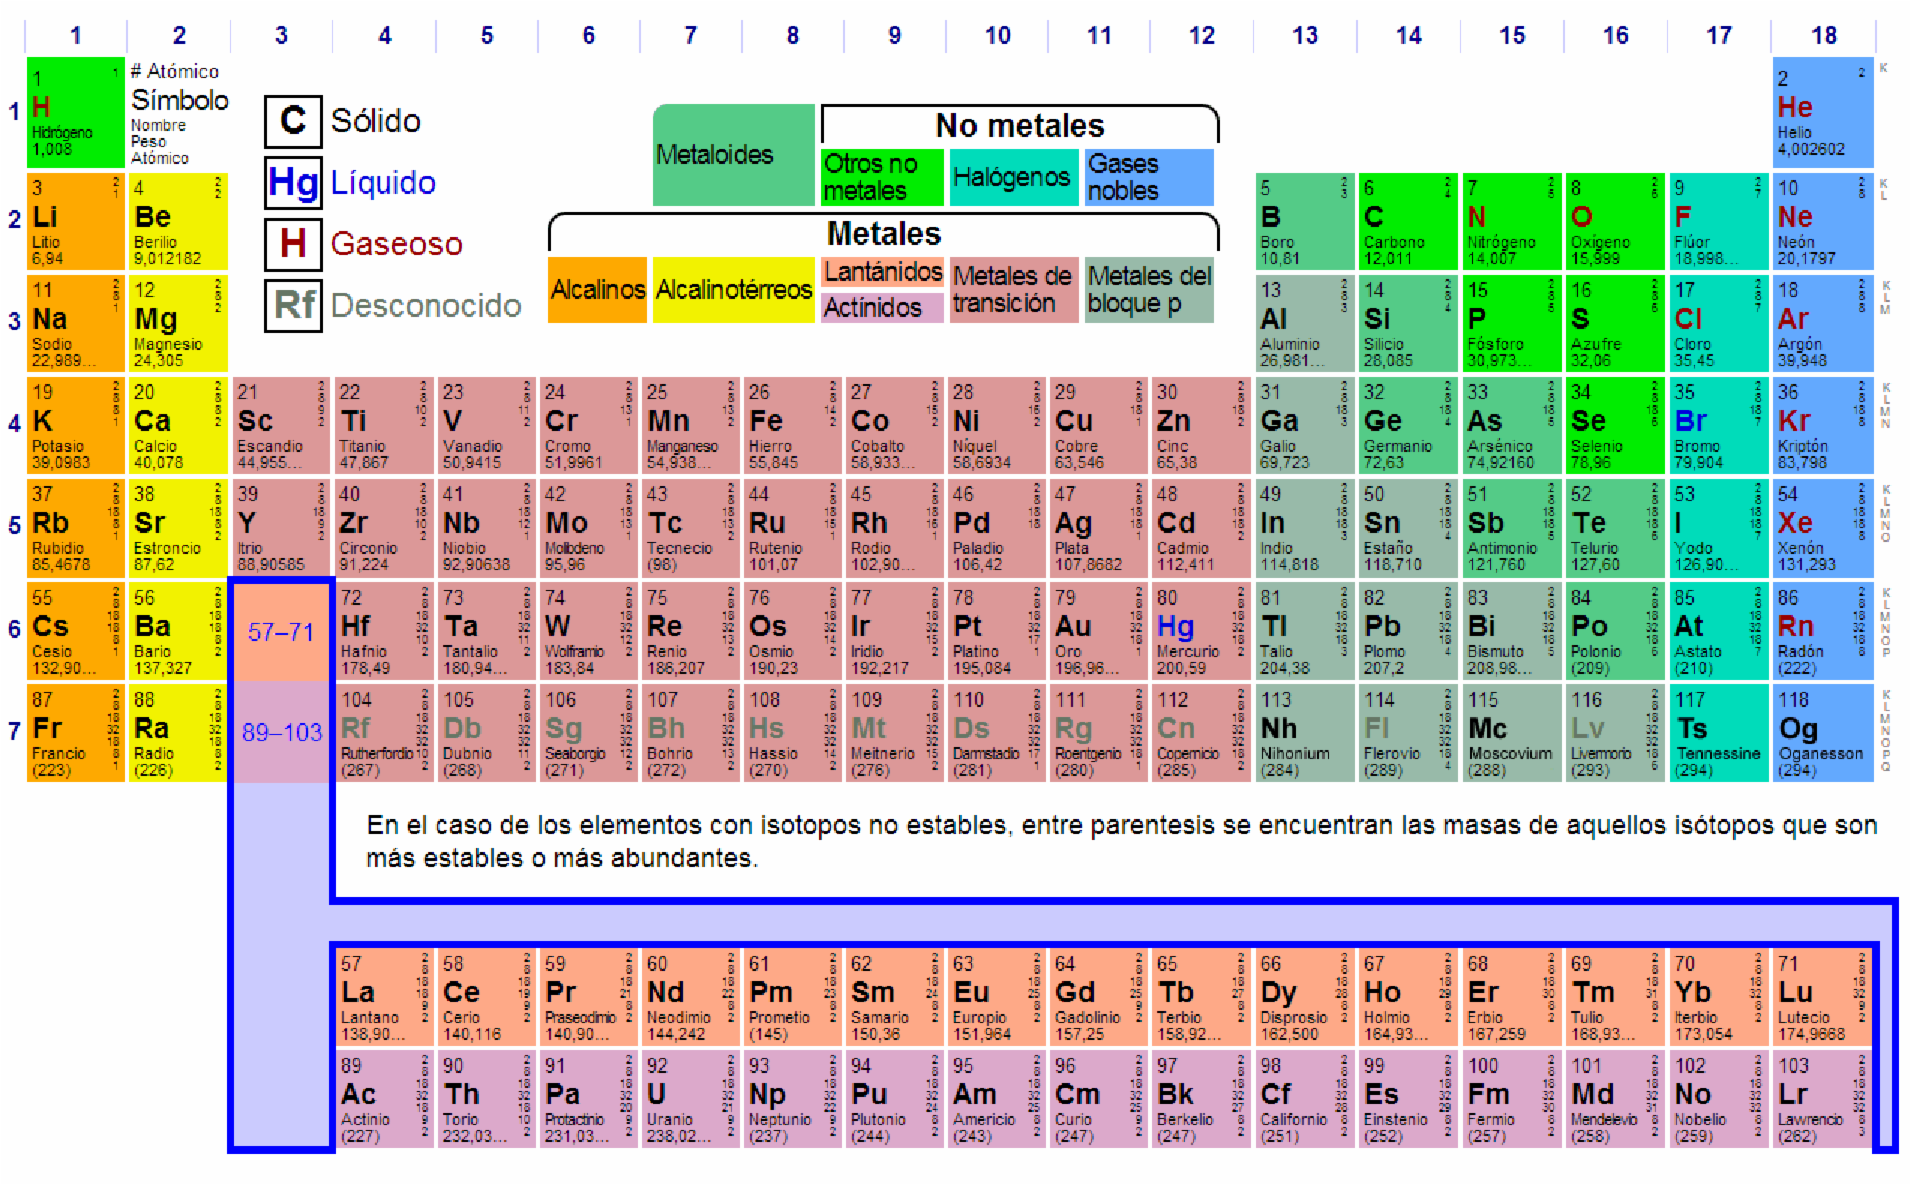 1 2 3 4 5 6 7 8 9 10 11 12 13 14 15 16 17 18
1 H Hidrógeno 1,008
# Atómico
Símbolo
Nombre
Peso
Atómico
C Sólido
Hg Líquido
H Gaseoso
Rf Desconocido
Metaloides
No metales
Otros no metales
Halógenos
Gases nobles
Metales
Alcalinos
Alcalinotérreos
Lantánidos
Actínidos
Metales de transición
Metales del bloque p
2 He Helio 4,002602
3 Li Litio 6,94
4 Be Berilio 9,012182
5 B Boro 10,81
6 C Carbono 12,011
7 N Nitrógeno 14,007
8 O Oxígeno 15,999
9 F Flúor 18,998...
10 Ne Neón 20,1797
11 Na Sodio 22,989...
12 Mg Magnesio 24,305
13 Al Aluminio 26,981...
14 Si Silicio 28,085
15 P Fósforo 30,973...
16 S Azufre 32,06
17 Cl Cloro 35,45
18 Ar Argón 39,948
19 K Potasio 39,0983
20 Ca Calcio 40,078
21 Sc Escandio 44,955...
22 Ti Titanio 47,867
23 V Vanadio 50,9415
24 Cr Cromo 51,9961
25 Mn Manganeso 54,938...
26 Fe Hierro 55,845
27 Co Cobalto 58,933...
28 Ni Níquel 58,6934
29 Cu Cobre 63,546
30 Zn Cinc 65,38
31 Ga Galio 69,723
32 Ge Germanio 72,63
33 As Arsénico 74,92160
34 Se Selenio 78,96
35 Br Bromo 79,904
36 Kr Kriptón 83,798
37 Rb Rubidio 85,4678
38 Sr Estroncio 87,62
39 Y Itrio 88,90585
40 Zr Circonio 91,224
41 Nb Niobio 92,90638
42 Mo Molibdeno 95,96
43 Tc Tecnecio (98)
44 Ru Rutenio 101,07
45 Rh Rodio 102,90...
46 Pd Paladio 106,42
47 Ag Plata 107,8682
48 Cd Cadmio 112,411
49 In Indio 114,818
50 Sn Estaño 118,710
51 Sb Antimonio 121,760
52 Te Telurio 127,60
53 I Yodo 126,90...
54 Xe Xenón 131,293
55 Cs Cesio 132,90...
56 Ba Bario 137,327
57–71
72 Hf Hafnio 178,49
73 Ta Tantalio 180,94...
74 W Wolframio 183,84
75 Re Renio 186,207
76 Os Osmio 190,23
77 Ir Iridio 192,217
78 Pt Platino 195,084
79 Au Oro 196,96...
80 Hg Mercurio 200,59
81 Tl Talio 204,38
82 Pb Plomo 207,2
83 Bi Bismuto 208,98...
84 Po Polonio (209)
85 At Astato (210)
86 Rn Radón (222)
87 Fr Francio (223)
88 Ra Radio (226)
89–103
104 Rf Rutherfordio (267)
105 Db Dubnio (268)
106 Sg Seaborgio (271)
107 Bh Bohrio (272)
108 Hs Hassio (270)
109 Mt Meitnerio (276)
110 Ds Darmstadio (281)
111 Rg Roentgenio (280)
112 Cn Copernicio (285)
113 Nh Nihonium (284)
114 Fl Flerovio (289)
115 Mc Moscovium (288)
116 Lv Livermorio (293)
117 Ts Tennessine (294)
118 Og Oganesson (294)
En el caso de los elementos con isotopos no estables, entre parentesis se encuentran las masas de aquellos isótopos que son
más estables o más abundantes.
57 La Lantano 138,90...
58 Ce Cerio 140,116
59 Pr Praseodimio 140,90...
60 Nd Neodimio 144,242
61 Pm Prometio (145)
62 Sm Samario 150,36
63 Eu Europio 151,964
64 Gd Gadolinio 157,25
65 Tb Terbio 158,92...
66 Dy Disprosio 162,500
67 Ho Holmio 164,93...
68 Er Erbio 167,259
69 Tm Tulio 168,93...
70 Yb Iterbio 173,054
71 Lu Lutecio 174,9668
89 Ac Actinio (227)
90 Th Torio 232,03...
91 Pa Protactinio 231,03...
92 U Uranio 238,02...
93 Np Neptunio (237)
94 Pu Plutonio (244)
95 Am Americio (243)
96 Cm Curio (247)
97 Bk Berkelio (247)
98 Cf Californio (251)
99 Es Einstenio (252)
100 Fm Fermio (257)
101 Md Mendelevio (258)
102 No Nobelio (259)
103 Lr Lawrencio (262)